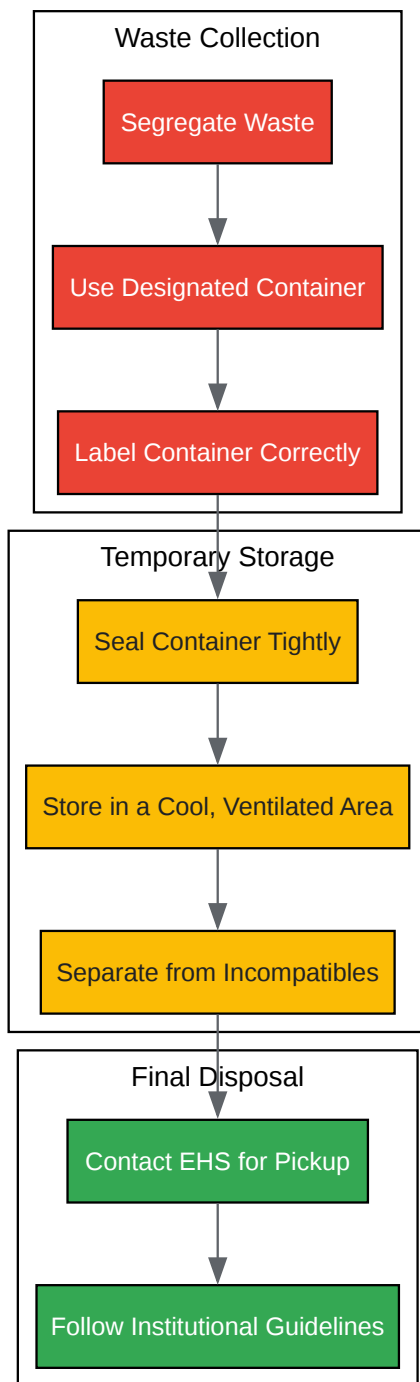 Waste Collection
Segregate Waste
Use Designated Container
Label Container Correctly
Temporary Storage
Seal Container Tightly
Store in a Cool, Ventilated Area
Separate from Incompatibles
Final Disposal
Contact EHS for Pickup
Follow Institutional Guidelines